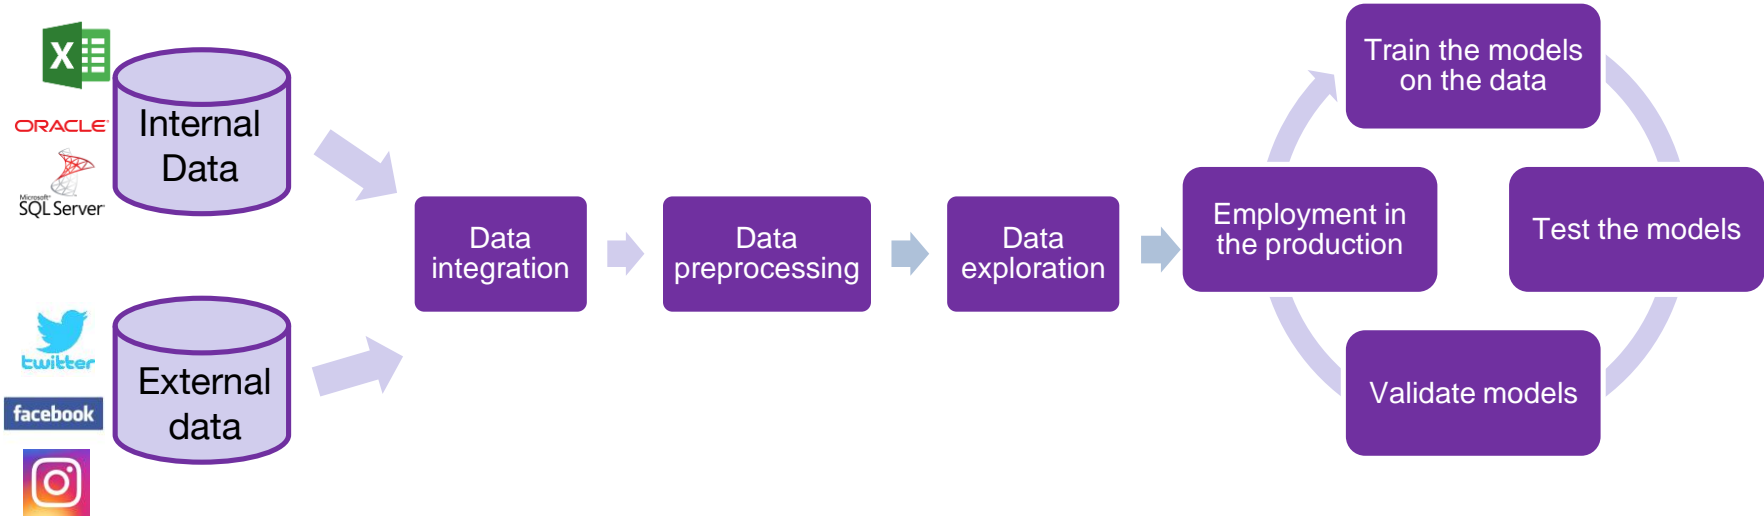 X
ORACLE
Microsoft
SQL Server
Internal
Data
twitter
facebook
External
data
Data
integration
Data
preprocessing
Data
exploration
Train the models
on the data
Employment in
the production
Test the models
Validate models